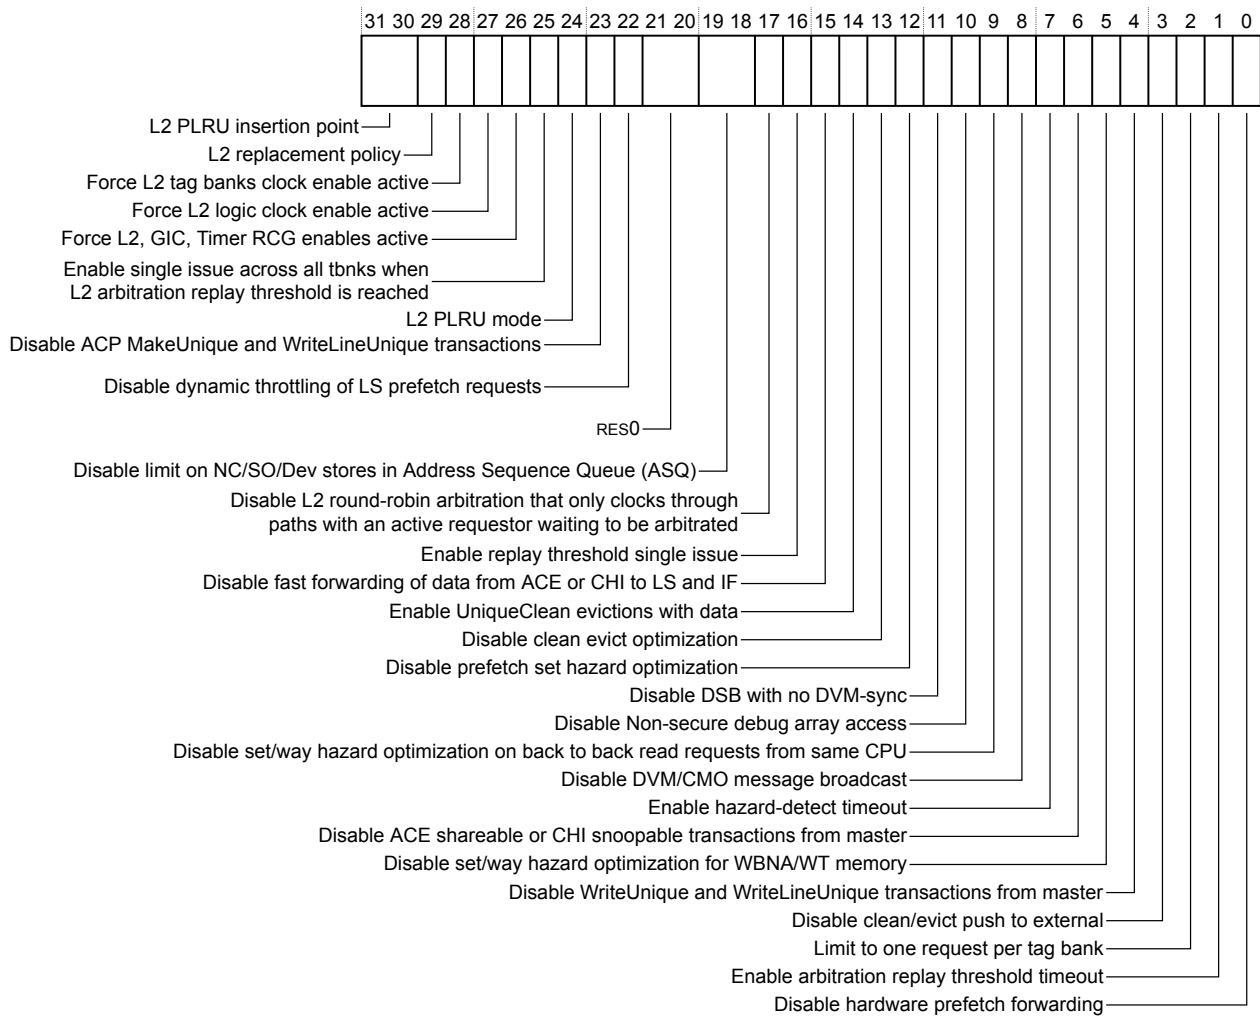 31 30 29 28 27 26 25 24 23 22 21 20 19 18 17 16 15 14 13 12 11 10 9 8 7 6 5 4 3 2 1 0
L2 PLRU insertion point
L2 replacement policy
Force L2 tag banks clock enable active
Force L2 logic clock enable active
Force L2, GIC, Timer RCG enables active
Enable single issue across all tbnks when
L2 arbitration replay threshold is reached
L2 PLRU mode
Disable ACP MakeUnique and WriteLineUnique transactions
Disable dynamic throttling of LS prefetch requests
RES0
Disable limit on NC/SO/Dev stores in Address Sequence Queue (ASQ)
Disable L2 round-robin arbitration that only clocks through
paths with an active requestor waiting to be arbitrated
Enable replay threshold single issue
Disable fast forwarding of data from ACE or CHI to LS and IF
Enable UniqueClean evictions with data
Disable clean evict optimization
Disable prefetch set hazard optimization
Disable DSB with no DVM-sync
Disable Non-secure debug array access
Disable set/way hazard optimization on back to back read requests from same CPU
Disable DVM/CMO message broadcast
Enable hazard-detect timeout
Disable ACE shareable or CHI snoopable transactions from master
Disable set/way hazard optimization for WBNA/WT memory
Disable WriteUnique and WriteLineUnique transactions from master
Disable clean/evict push to external
Limit to one request per tag bank
Enable arbitration replay threshold timeout
Disable hardware prefetch forwarding